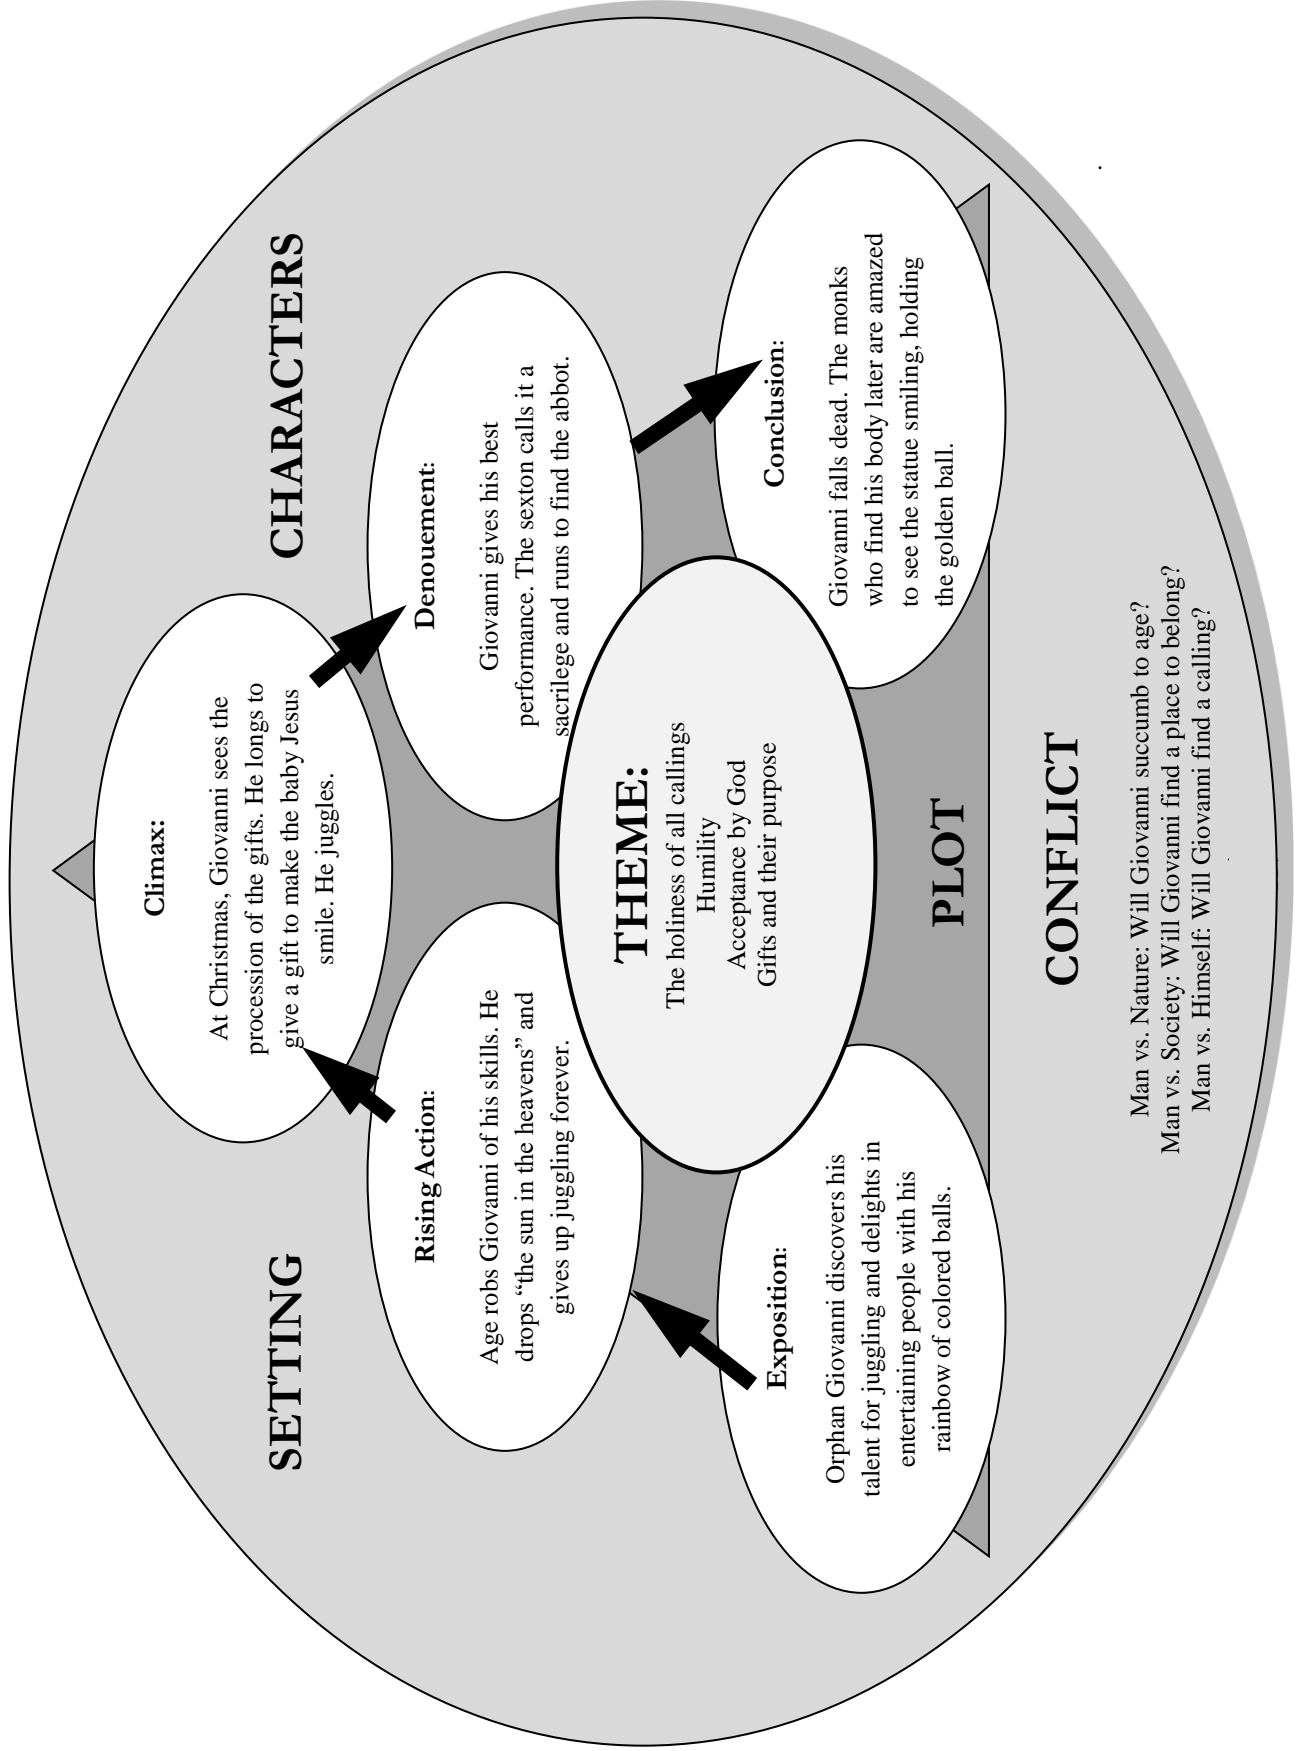 SETTING
CHARACTERS
Climax:
At Christmas, Giovanni sees the
procession of the gifts. He longs to
give a gift to make the baby Jesus
smile. He juggles.
Rising Action:
Age robs Giovanni of his skills. He
drops “the sun in the heavens” and
gives up juggling forever.
Denouement:
Giovanni gives his best
performance. The sexton calls it a
sacrilege and runs to find the abbot.
THEME:
The holiness of all callings
Humility
Acceptance by God
Gifts and their purpose
Exposition:
Orphan Giovanni discovers his
talent for juggling and delights in
entertaining people with his
rainbow of colored balls.
Conclusion:
Giovanni falls dead. The monks
who find his body later are amazed
to see the statue smiling, holding
the golden ball.
PLOT
CONFLICT
Man vs. Nature: Will Giovanni succumb to age?
Man vs. Society: Will Giovanni find a place to belong?
Man vs. Himself: Will Giovanni find a calling?